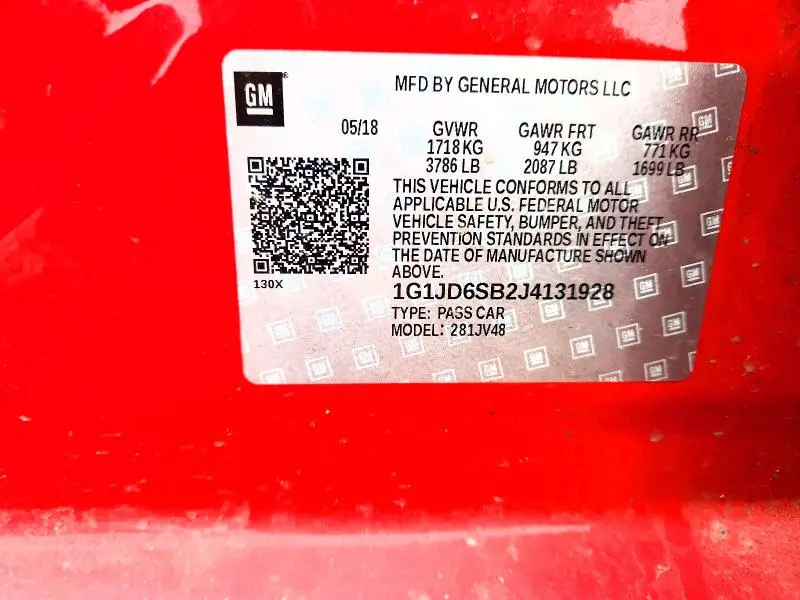 GM
MFD BY GENERAL MOTORS LLC
05/18 GVWR GAWR FRT GAWR RR
1718 KG 947 KG 771 KG
3786 LB 2087 LB 1699 LB
THIS VEHICLE CONFORMS TO ALL
APPLICABLE U.S. FEDERAL MOTOR
VEHICLE SAFETY, BUMPER, AND THEFT
PREVENTION STANDARDS IN EFFECT ON
THE DATE OF MANUFACTURE SHOWN
ABOVE.
130X
1G1JD6SB2J4131928
TYPE: PASS CAR
MODEL: 281JV48